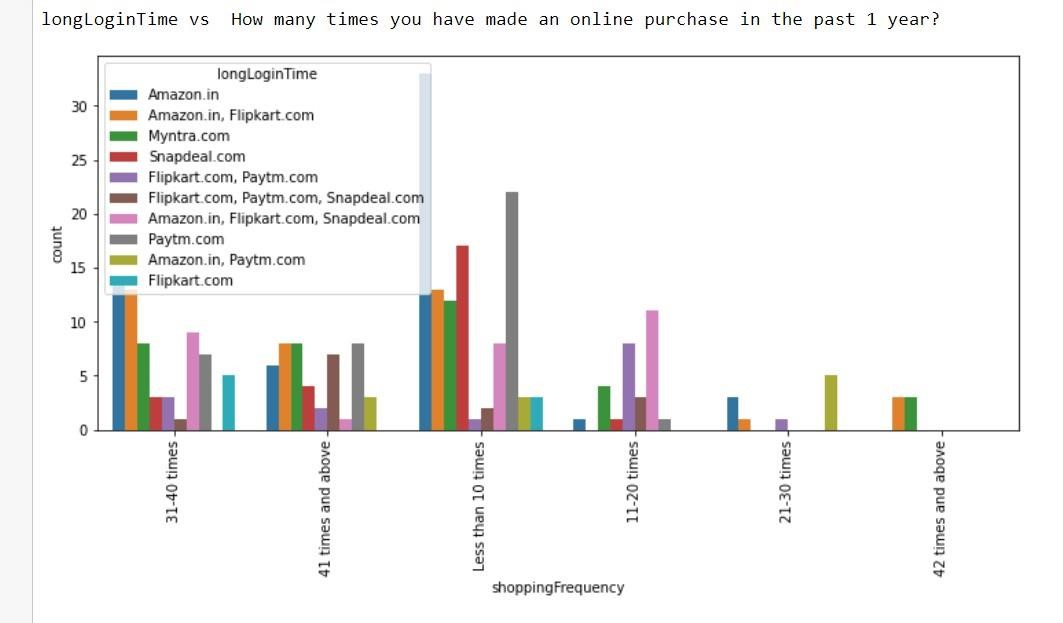 longLoginTime vs  How many times you have made an online purchase in the past 1 year?
longLoginTime
Amazon.in
Amazon.in, Flipkart.com
Myntra.com
Snapdeal.com
Flipkart.com, Paytm.com
Flipkart.com, Paytm.com, Snapdeal.com
Amazon.in, Flipkart.com, Snapdeal.com
Paytm.com
Amazon.in, Paytm.com
Flipkart.com
count
30
25
20
15
10
5
0
31-40 times
41 times and above
Less than 10 times
11-20 times
21-30 times
42 times and above
shoppingFrequency